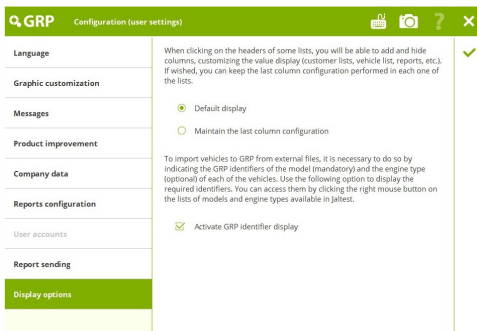 GRP Configuration (user settings)
Language
Graphic customization
Messages
Product improvement
Company data
Reports configuration
User accounts
Report sending
Display options
When clicking on the headers of some lists, you will be able to add and hide
columns, customizing the value display (customer lists, vehicle list, reports, etc.).
If wished, you can keep the last column configuration performed in each one of
the lists.
Default display
Maintain the last column configuration
To import vehicles to GRP from external files, it is necessary to do so by
indicating the GRP identifiers of the model (mandatory) and the engine type
(optional) of each of the vehicles. Use the following option to display the
required identifiers. You can access them by clicking the right mouse button on
the lists of models and engine types available in Jaltest.
Activate GRP identifier display